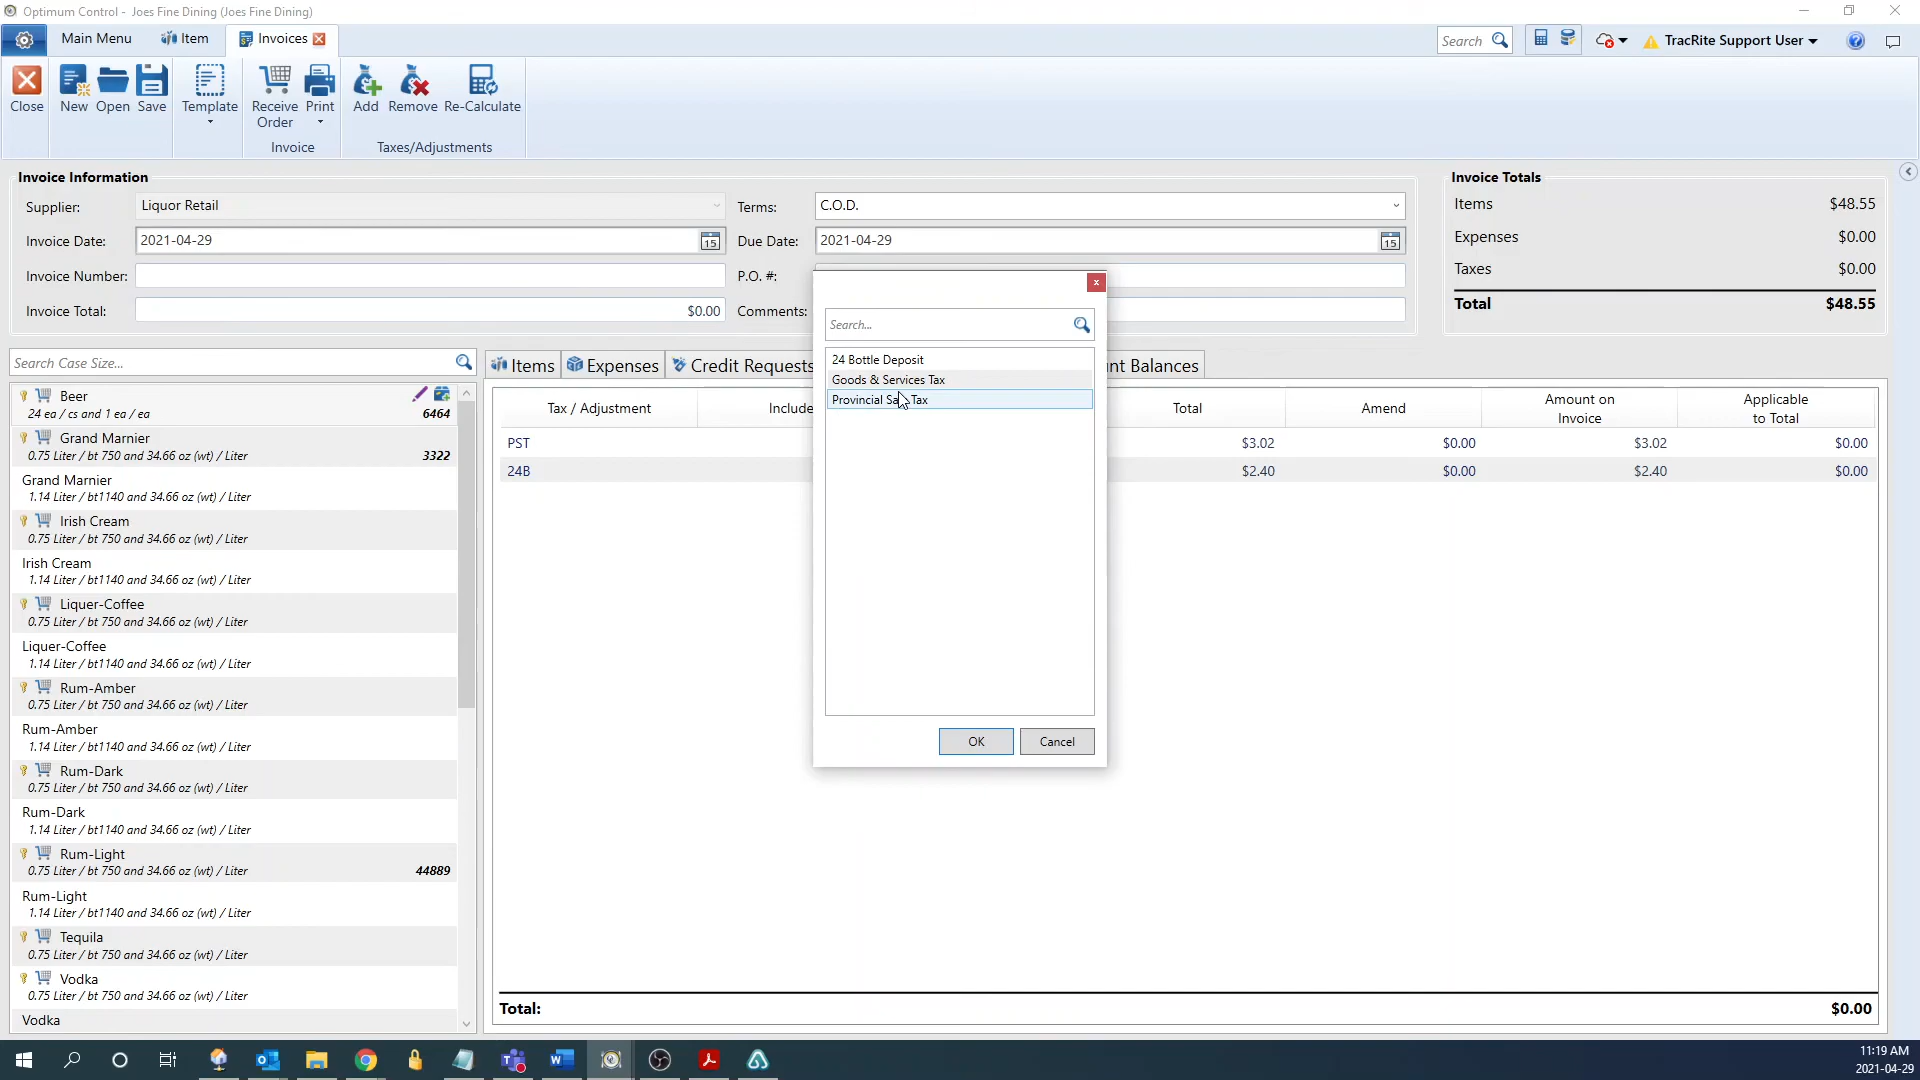 Optimum Control - Joes Fine Dining (Joes Fine Dining)
Main Menu
Item
Invoices
Search
TracRite Support User
Close
New
Open
Save
Template
Receive
Order
Print
Invoice
Add
Remove
Re-Calculate
Taxes/Adjustments
Invoice Information
Supplier:
Liquor Retail
Terms:
C.O.D.
Invoice Date:
2021-04-29
15
Due Date:
2021-04-29
15
Invoice Number:
P.O. #:
Invoice Total:
$0.00
Comments:
Invoice Totals
Items $48.55
Expenses $0.00
Taxes $0.00
Total $48.55
Search Case Size...
Beer
24 ea / cs and 1 ea / ea 6464
Grand Marnier
0.75 Liter / bt 750 and 34.66 oz (wt) / Liter 3322
Grand Marnier
1.14 Liter / bt1140 and 34.66 oz (wt) / Liter
Irish Cream
0.75 Liter / bt 750 and 34.66 oz (wt) / Liter
Irish Cream
1.14 Liter / bt1140 and 34.66 oz (wt) / Liter
Liquer-Coffee
0.75 Liter / bt 750 and 34.66 oz (wt) / Liter
Liquer-Coffee
1.14 Liter / bt1140 and 34.66 oz (wt) / Liter
Rum-Amber
0.75 Liter / bt 750 and 34.66 oz (wt) / Liter
Rum-Amber
1.14 Liter / bt1140 and 34.66 oz (wt) / Liter
Rum-Dark
0.75 Liter / bt 750 and 34.66 oz (wt) / Liter
Rum-Dark
1.14 Liter / bt1140 and 34.66 oz (wt) / Liter
Rum-Light
0.75 Liter / bt 750 and 34.66 oz (wt) / Liter 44889
Rum-Light
1.14 Liter / bt1140 and 34.66 oz (wt) / Liter
Tequila
0.75 Liter / bt 750 and 34.66 oz (wt) / Liter
Vodka
0.75 Liter / bt 750 and 34.66 oz (wt) / Liter
Vodka
Items
Expenses
Credit Requests
nt Balances
Tax / Adjustment
Include
Total
Amend
Amount on
Invoice
Applicable
to Total
PST $3.02 $0.00 $3.02 $0.00
24B $2.40 $0.00 $2.40 $0.00
Total: $0.00
x
Search...
24 Bottle Deposit
Goods & Services Tax
Provincial Sa Tax
OK
Cancel
11:19 AM
2021-04-29